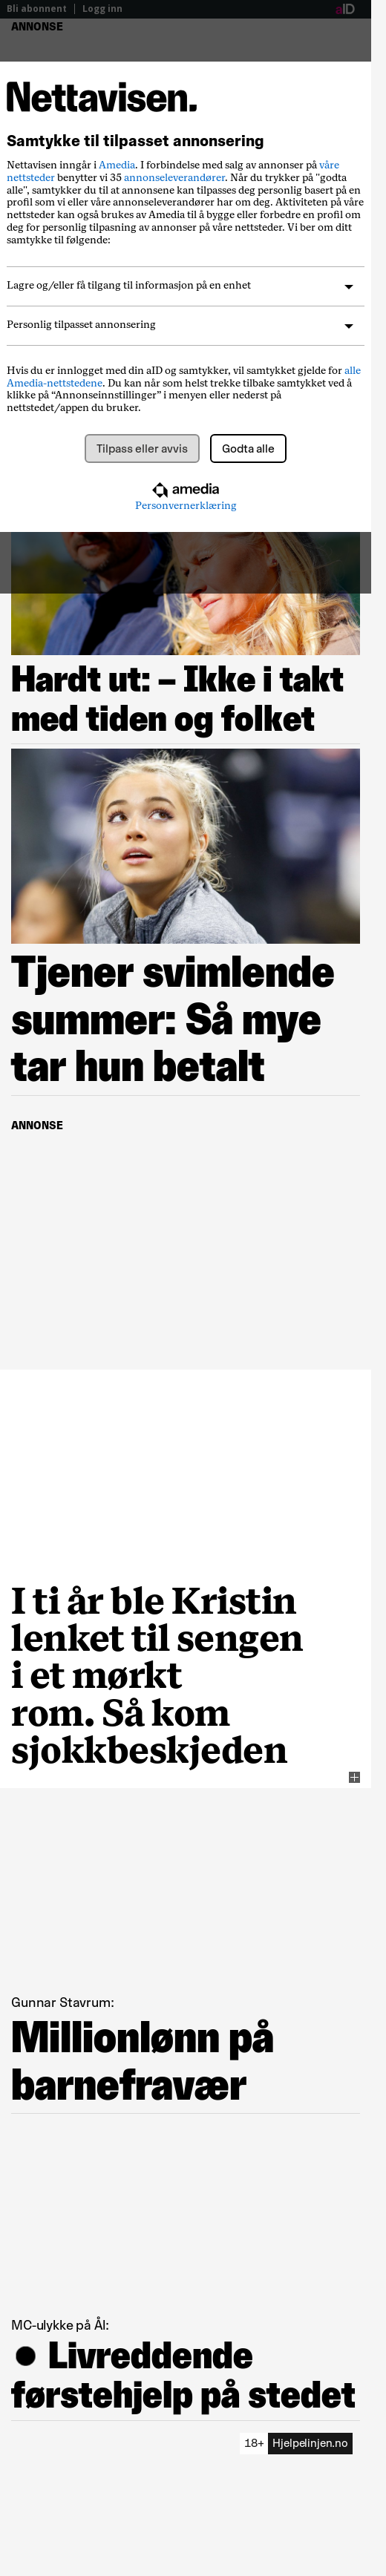 Bli abonnent | Logg inn
aID
ANNONSE
Nettavisen.
Samtykke til tilpasset annonsering
Nettavisen inngår i Amedia. I forbindelse med salg av annonser på våre
nettsteder benytter vi 35 annonseleverandører. Når du trykker på "godta
alle", samtykker du til at annonsene kan tilpasses deg personlig basert på en
profil som vi eller våre annonseleverandører har om deg. Aktiviteten på våre
nettsteder kan også brukes av Amedia til å bygge eller forbedre en profil om
deg for personlig tilpasning av annonser på våre nettsteder. Vi ber om ditt
samtykke til følgende:
Lagre og/eller få tilgang til informasjon på en enhet
Personlig tilpasset annonsering
Hvis du er innlogget med din aID og samtykker, vil samtykket gjelde for alle
Amedia-nettstedene. Du kan når som helst trekke tilbake samtykket ved å
klikke på “Annonseinnstillinger” i menyen eller nederst på
nettstedet/appen du bruker.
Tilpass eller avvis
Godta alle
amedia
Personvernerklæring
Hardt ut: – Ikke i takt
med tiden og folket
Tjener svimlende
summer: Så mye
tar hun betalt
ANNONSE
I ti år ble Kristin
lenket til sengen
i et mørkt
rom. Så kom
sjokkbeskjeden
Gunnar Stavrum:
Millionlønn på
barnefravær
MC-ulykke på Ål:
● Livreddende
førstehjelp på stedet
18+ Hjelpelinjen.no